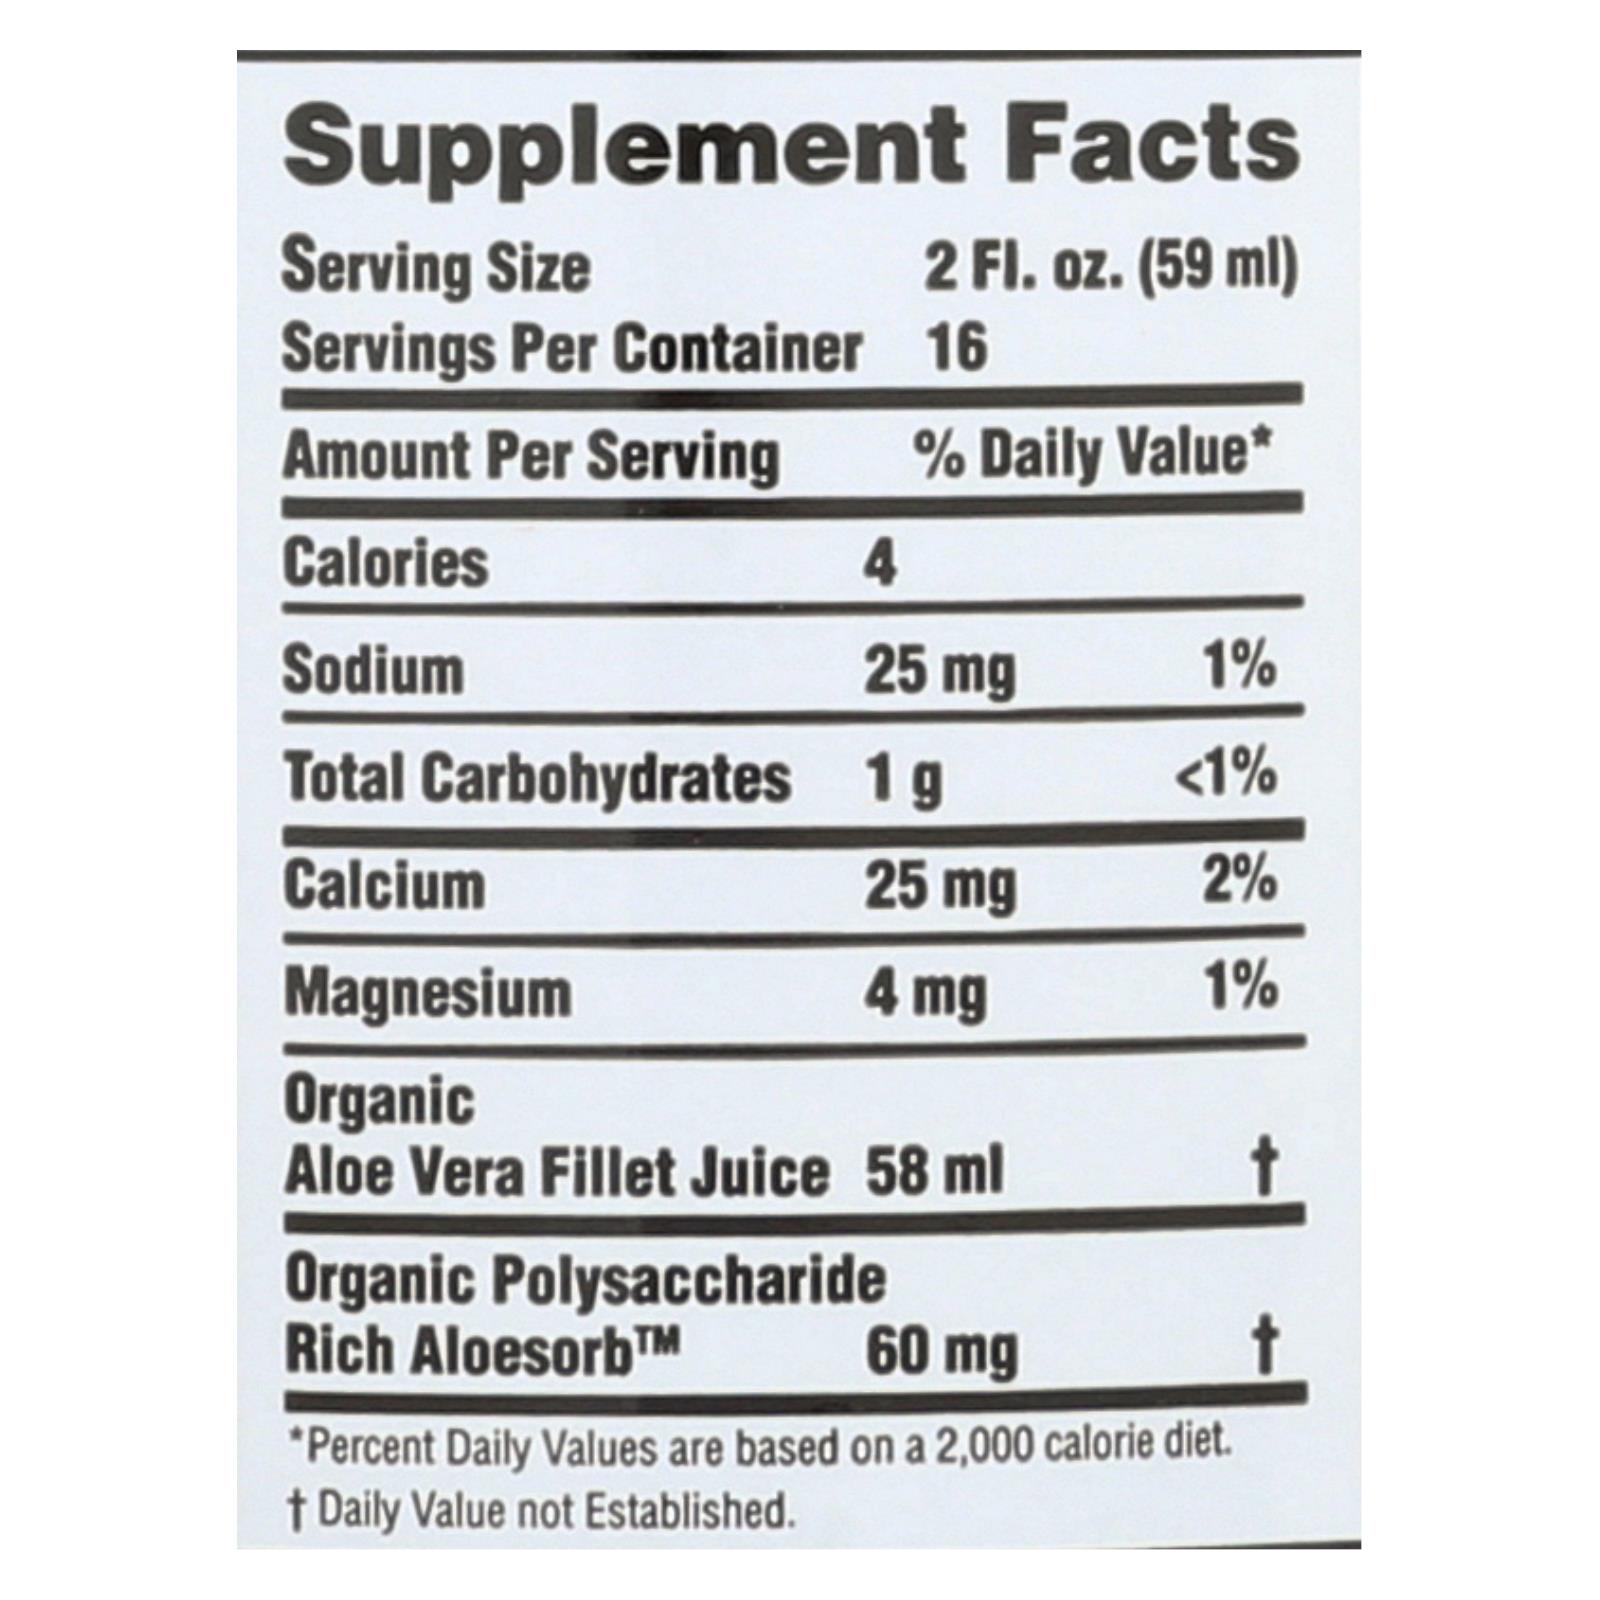 Supplement Facts
Serving Size 2 Fl. oz. (59 ml)
Servings Per Container 16
Amount Per Serving % Daily Value*
Calories 4
Sodium 25 mg 1%
Total Carbohydrates 1 g <1%
Calcium 25 mg 2%
Magnesium 4 mg 1%
Organic
Aloe Vera Fillet Juice 58 ml †
Organic Polysaccharide
Rich Aloesorb™ 60 mg †
*Percent Daily Values are based on a 2,000 calorie diet.
† Daily Value not Established.